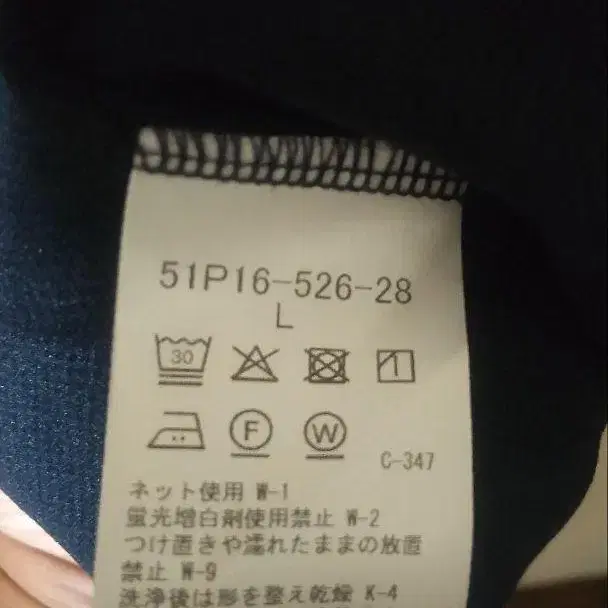 51P16-526-28
L
30
F W
C-347
ネット使用 W-1
蛍光増白剤使用禁止 W-2
つけ置きや濡れたままの放置
禁止 W-9
洗浄後は形を整え乾燥 K-4